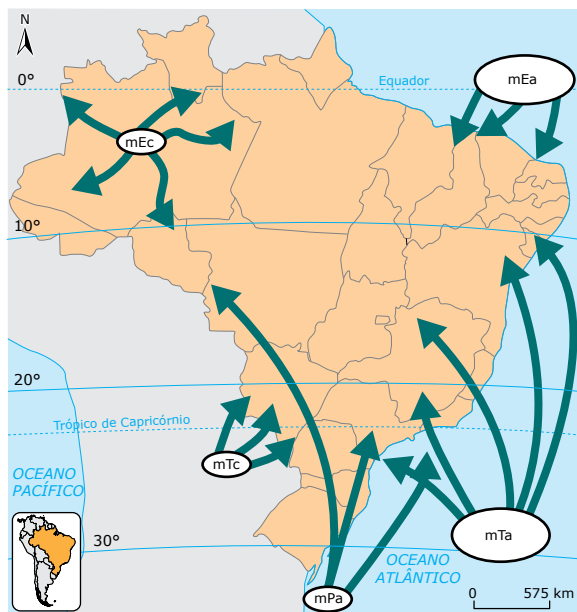 N
Equador
mEa
0°
mEc
10°
20°
Trópico de Capricórnio
mTc
OCEANO
PACÍFICO
mTa
30°
OCEANO
ATLÂNTICO
mPa
0 575 km